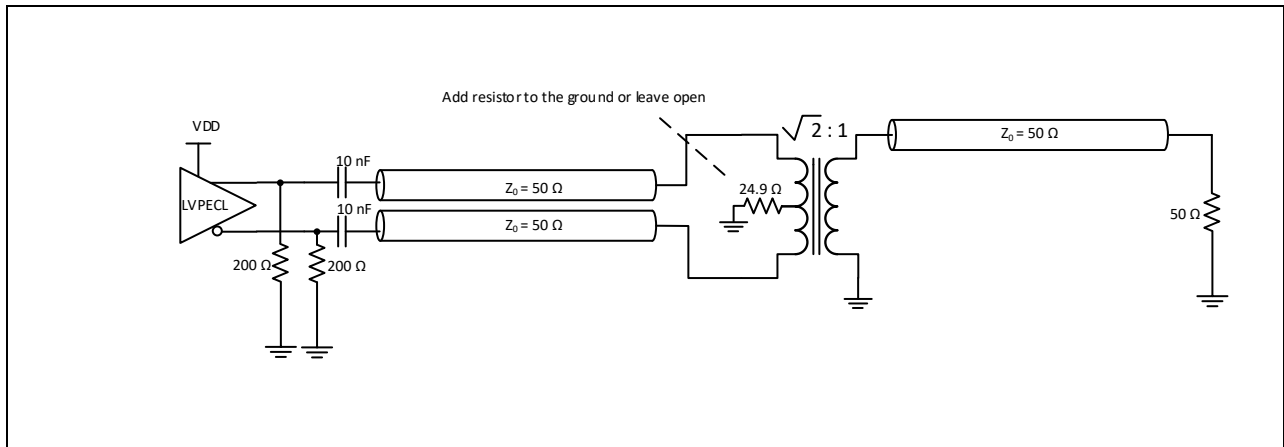 Add resistor to the ground or leave open
VDD
√2 : 1
10 nF
Z0 = 50 Ω
Z0 = 50 Ω
LVPECL
24.9 Ω
10 nF
Z0 = 50 Ω
50 Ω
200 Ω
200 Ω